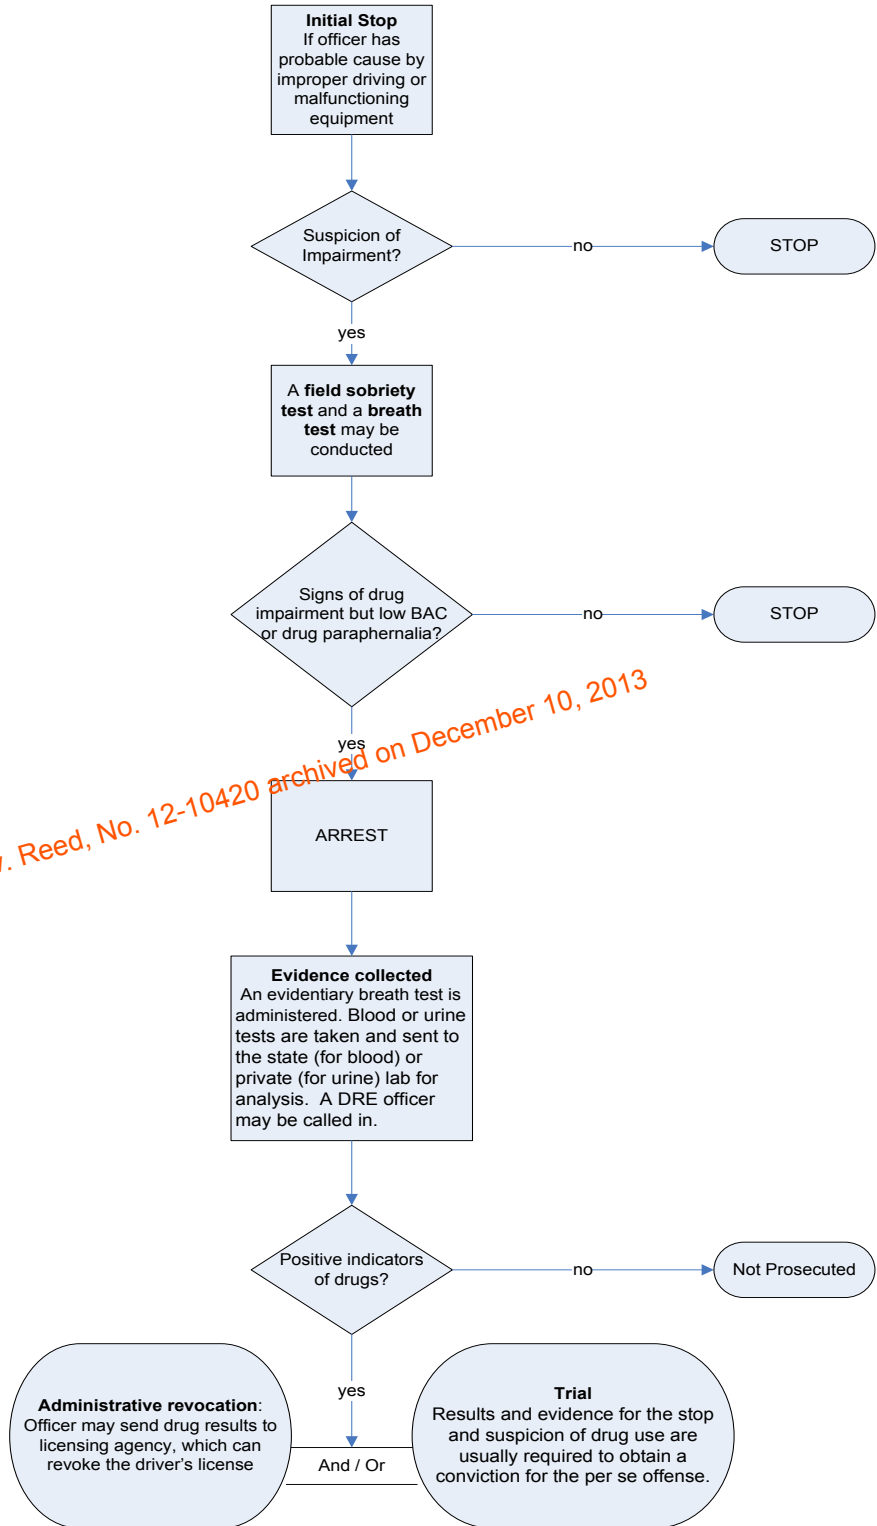 Initial Stop
If officer has
probable cause by
improper driving or
malfunctioning
equipment
Suspicion of
Impairment?
no
STOP
yes
A field sobriety
test and a breath
test may be
conducted
Signs of drug
impairment but low BAC
or drug paraphernalia?
no
STOP
yes
v. Reed, No. 12-10420 archived on December 10, 2013
ARREST
Evidence collected
An evidentiary breath test is
administered. Blood or urine
tests are taken and sent to
the state (for blood) or
private (for urine) lab for
analysis.  A DRE officer
may be called in.
Positive indicators
of drugs?
no
Not Prosecuted
yes
Administrative revocation:
Officer may send drug results to
licensing agency, which can
revoke the driver's license
And / Or
Trial
Results and evidence for the stop
and suspicion of drug use are
usually required to obtain a
conviction for the per se offense.